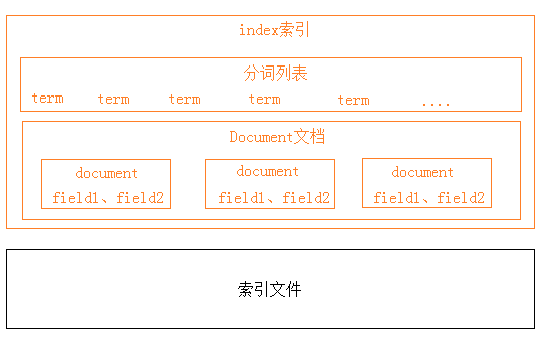 index索引
分词列表
term term term term term ....
Document文档
document document document
field1、field2 field1、field2 field1、field2
索引文件